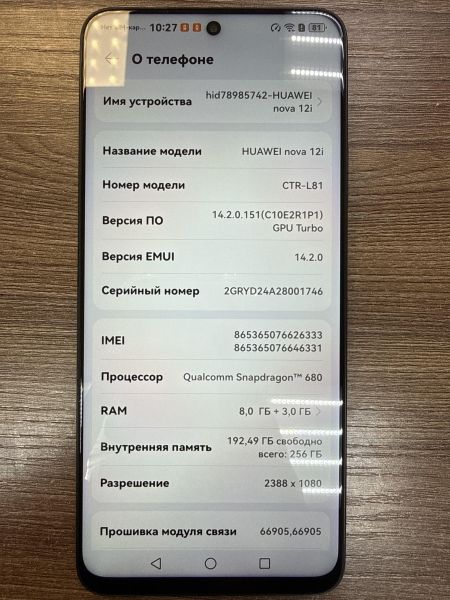 Нет SIM-кар... 10:27 81
О телефоне
Имя устройства hid78985742-HUAWEI
nova 12i
Название модели HUAWEI nova 12i
Номер модели CTR-L81
Версия ПО 14.2.0.151(C10E2R1P1)
GPU Turbo
Версия EMUI 14.2.0
Серийный номер 2GRYD24A28001746
IMEI 865365076626333
865365076646331
Процессор Qualcomm Snapdragon™ 680
RAM 8,0 ГБ + 3,0 ГБ
Внутренняя память 192,49 ГБ свободно
всего: 256 ГБ
Разрешение 2388 x 1080
Прошивка модуля связи 66905,66905